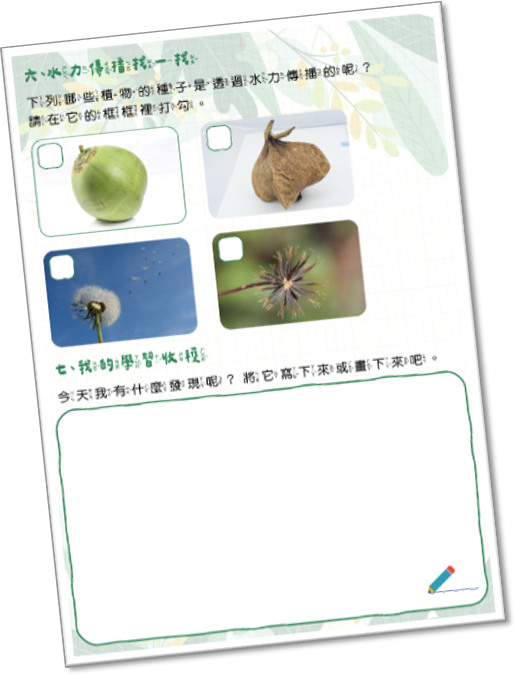 六、水力傳播找一找
下列哪些植物的種子是透過水力傳播的呢？
請在它的框框裡打勾。
七、我的學習收穫
今天我有什麼發現呢？ 將它寫下來或畫下來吧。